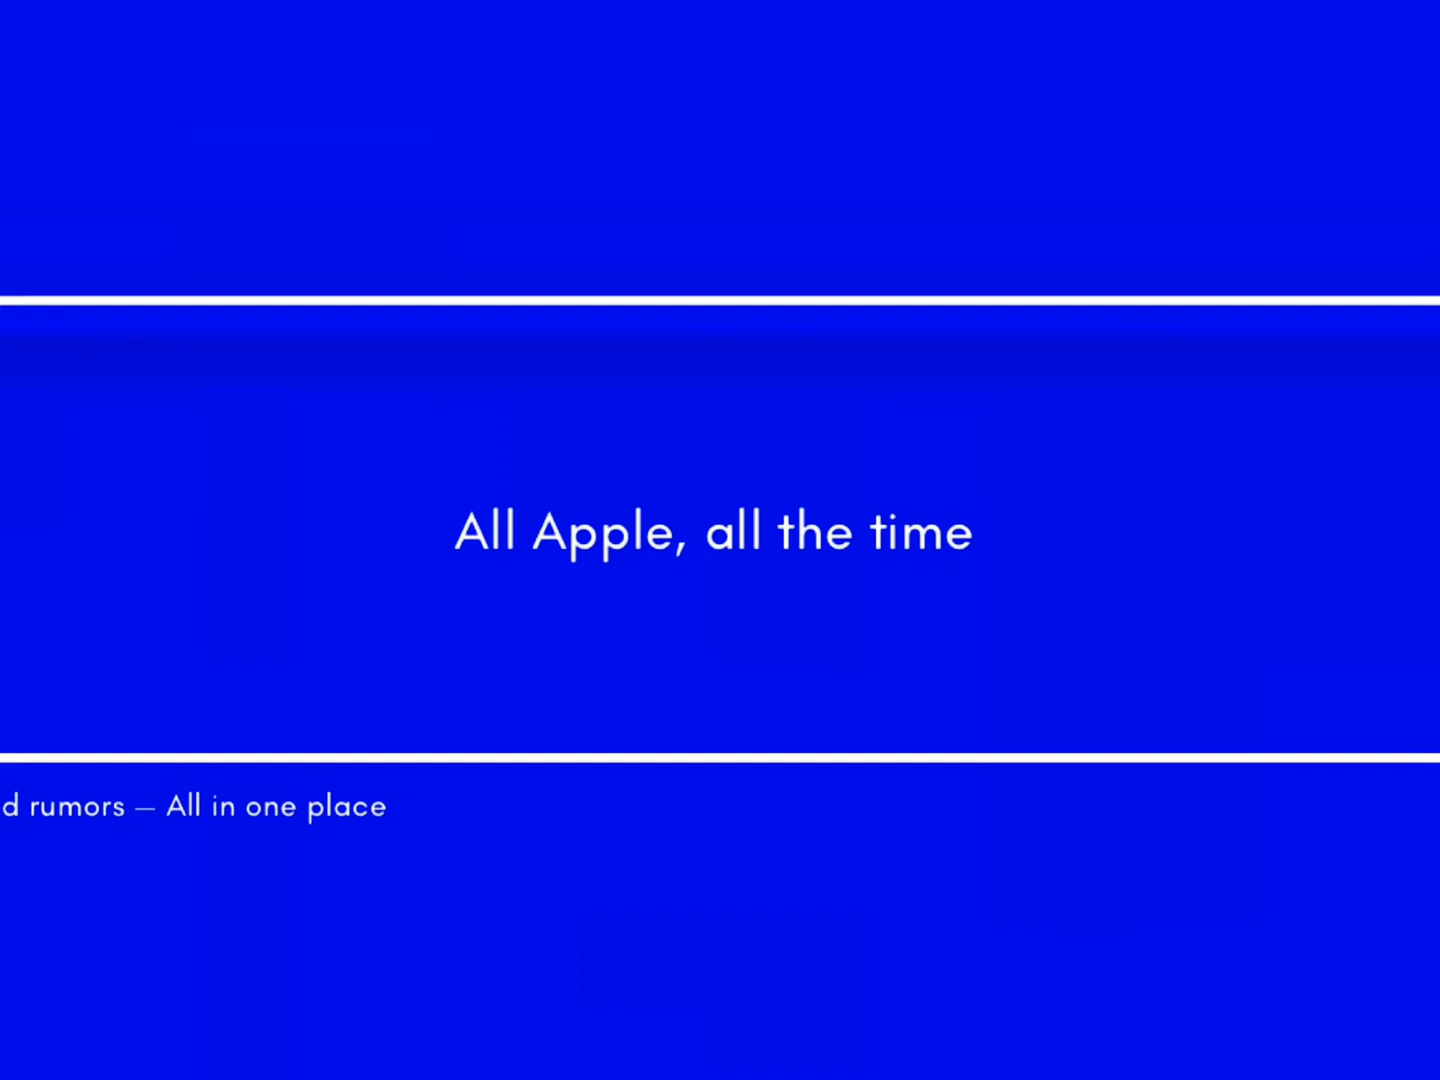 All Apple, all the time
rumors — All in one place